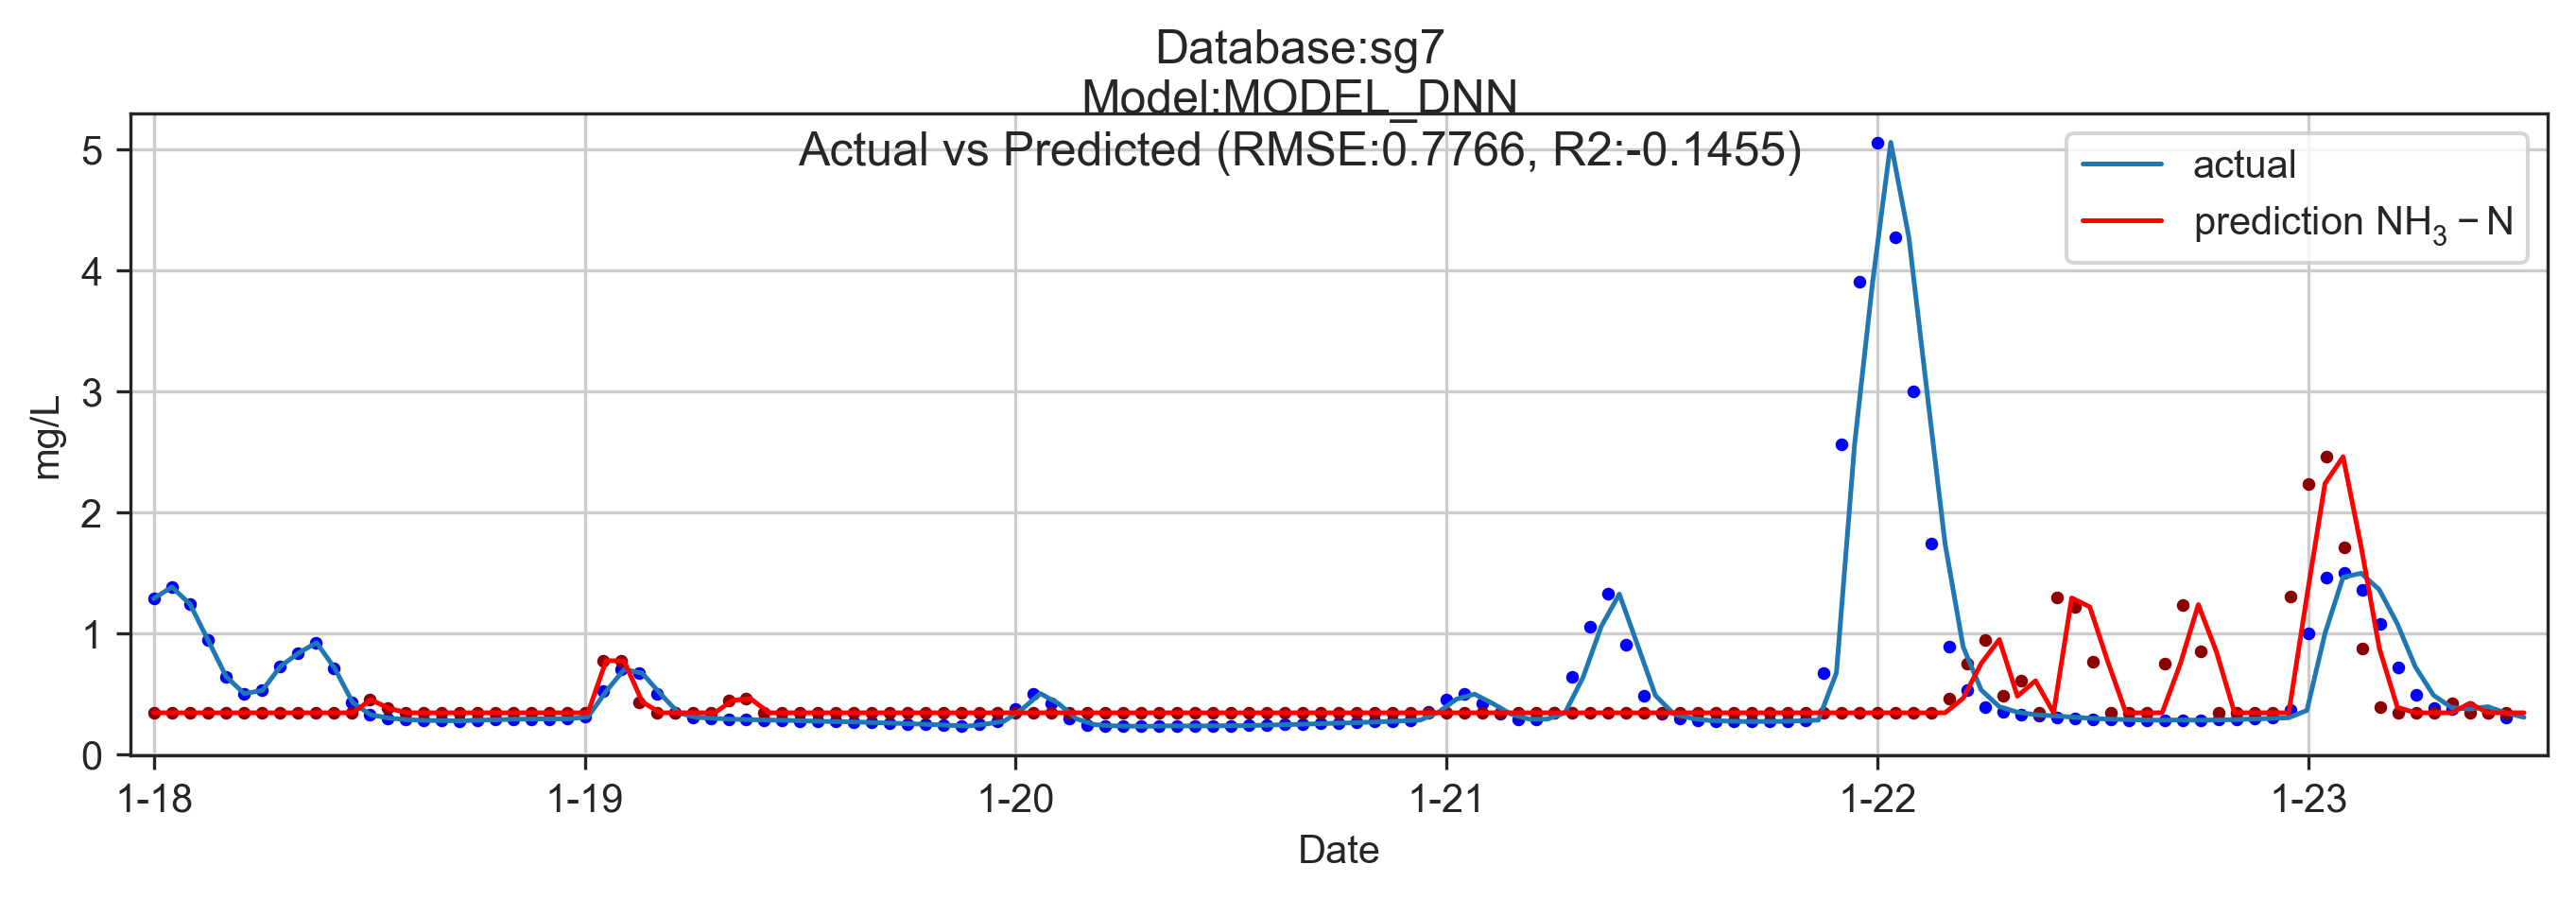 Database:sg7
Model:MODEL_DNN
Actual vs Predicted (RMSE:0.7766, R2:-0.1455)
actual
prediction NH₃ − N
mg/L
5
4
3
2
1
0
1-18 1-19 1-20 1-21 1-22 1-23
Date